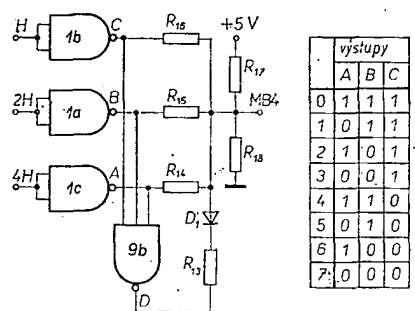 H
1b
C
R16
+5 V
R17
2H
1a
B
R15
MB4
R18
4H
1c
A
R14
D1
9b
R13
D
výstupy
A B C
0 1 1 1
1 0 1 1
2 1 0 1
3 0 0 1
4 1 1 0
5 0 1 0
6 1 0 0
7 0 0 0